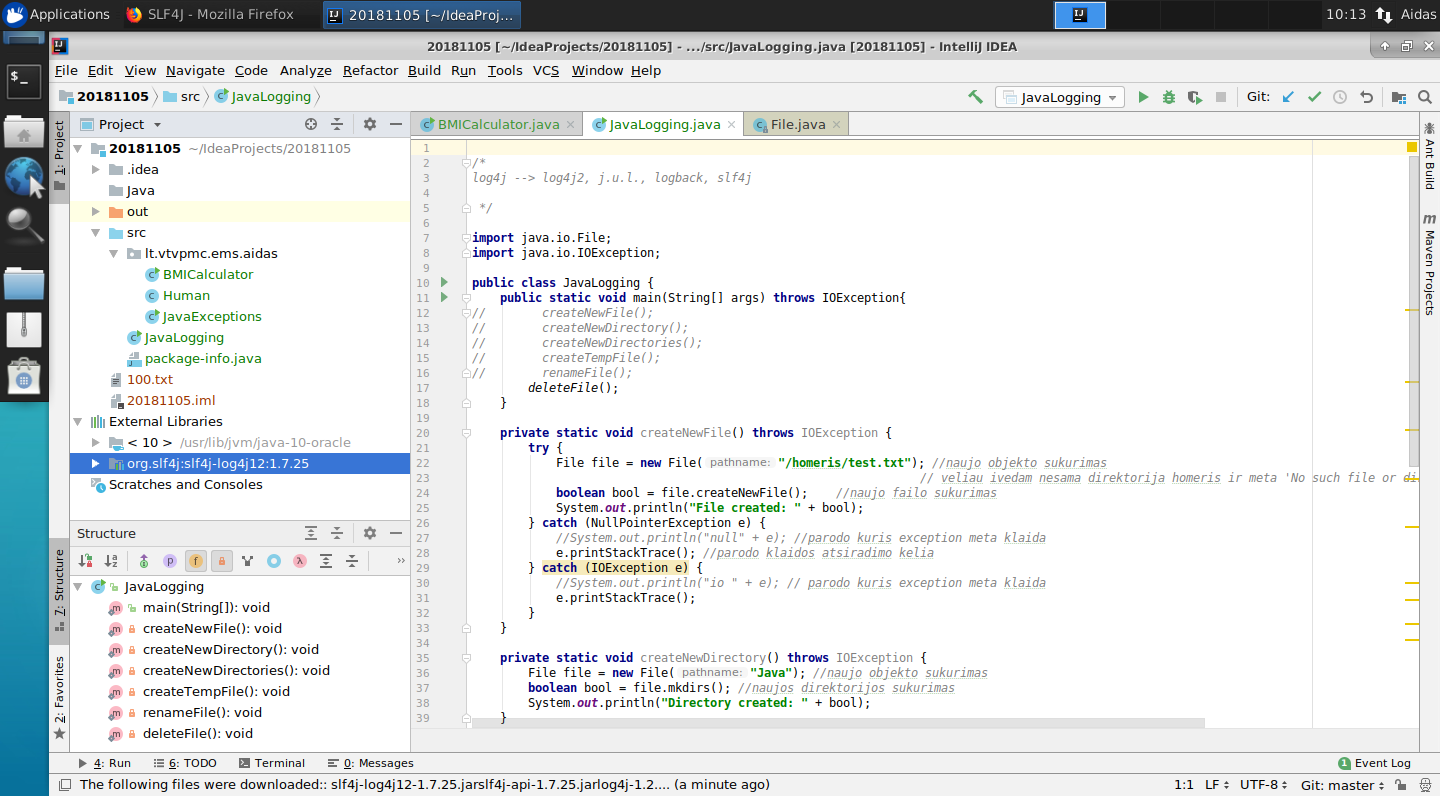 Applications
SLF4J - Mozilla Firefox
20181105 [~/IdeaProj...
10:13
Aidas
20181105 [~/IdeaProjects/20181105] - .../src/JavaLogging.java [20181105] - IntelliJ IDEA
File Edit View Navigate Code Analyze Refactor Build Run Tools VCS Window Help
20181105 src JavaLogging
JavaLogging
Git:
Project
BMICalculator.java
JavaLogging.java
File.java
1: Project
20181105 ~/IdeaProjects/20181105
.idea
Java
out
src
lt.vtvpmc.ems.aidas
BMICalculator
Human
JavaExceptions
JavaLogging
package-info.java
100.txt
20181105.iml
External Libraries
< 10 > /usr/lib/jvm/java-10-oracle
org.slf4j:slf4j-log4j12:1.7.25
Scratches and Consoles
Structure
7: Structure
JavaLogging
main(String[]): void
createNewFile(): void
createNewDirectory(): void
createNewDirectories(): void
createTempFile(): void
renameFile(): void
deleteFile(): void
2: Favorites
1
2 /*
3 log4j --> log4j2, j.u.l., logback, slf4j
4
5 */
6
7 import java.io.File;
8 import java.io.IOException;
9
10 public class JavaLogging {
11 public static void main(String[] args) throws IOException{
12 // createNewFile();
13 // createNewDirectory();
14 // createNewDirectories();
15 // createTempFile();
16 // renameFile();
17 deleteFile();
18 }
19
20 private static void createNewFile() throws IOException {
21 try {
22 File file = new File( pathname: "/homeris/test.txt"); //naujo objekto sukurimas
23 // veliau ivedam nesama direktorija homeris ir meta 'No such file or di
24 boolean bool = file.createNewFile(); //naujo failo sukurimas
25 System.out.println("File created: " + bool);
26 } catch (NullPointerException e) {
27 //System.out.println("null" + e); //parodo kuris exception meta klaida
28 e.printStackTrace(); //parodo klaidos atsiradimo kelia
29 } catch (IOException e) {
30 //System.out.println("io " + e); // parodo kuris exception meta klaida
31 e.printStackTrace();
32 }
33 }
34
35 private static void createNewDirectory() throws IOException {
36 File file = new File( pathname: "Java"); //naujo objekto sukurimas
37 boolean bool = file.mkdirs(); //naujos direktorijos sukurimas
38 System.out.println("Directory created: " + bool);
39 }
Ant Build
Maven Projects
4: Run
6: TODO
Terminal
0: Messages
1 Event Log
The following files were downloaded:: slf4j-log4j12-1.7.25.jarslf4j-api-1.7.25.jarlog4j-1.2.... (a minute ago)
1:1 LF UTF-8 Git: master